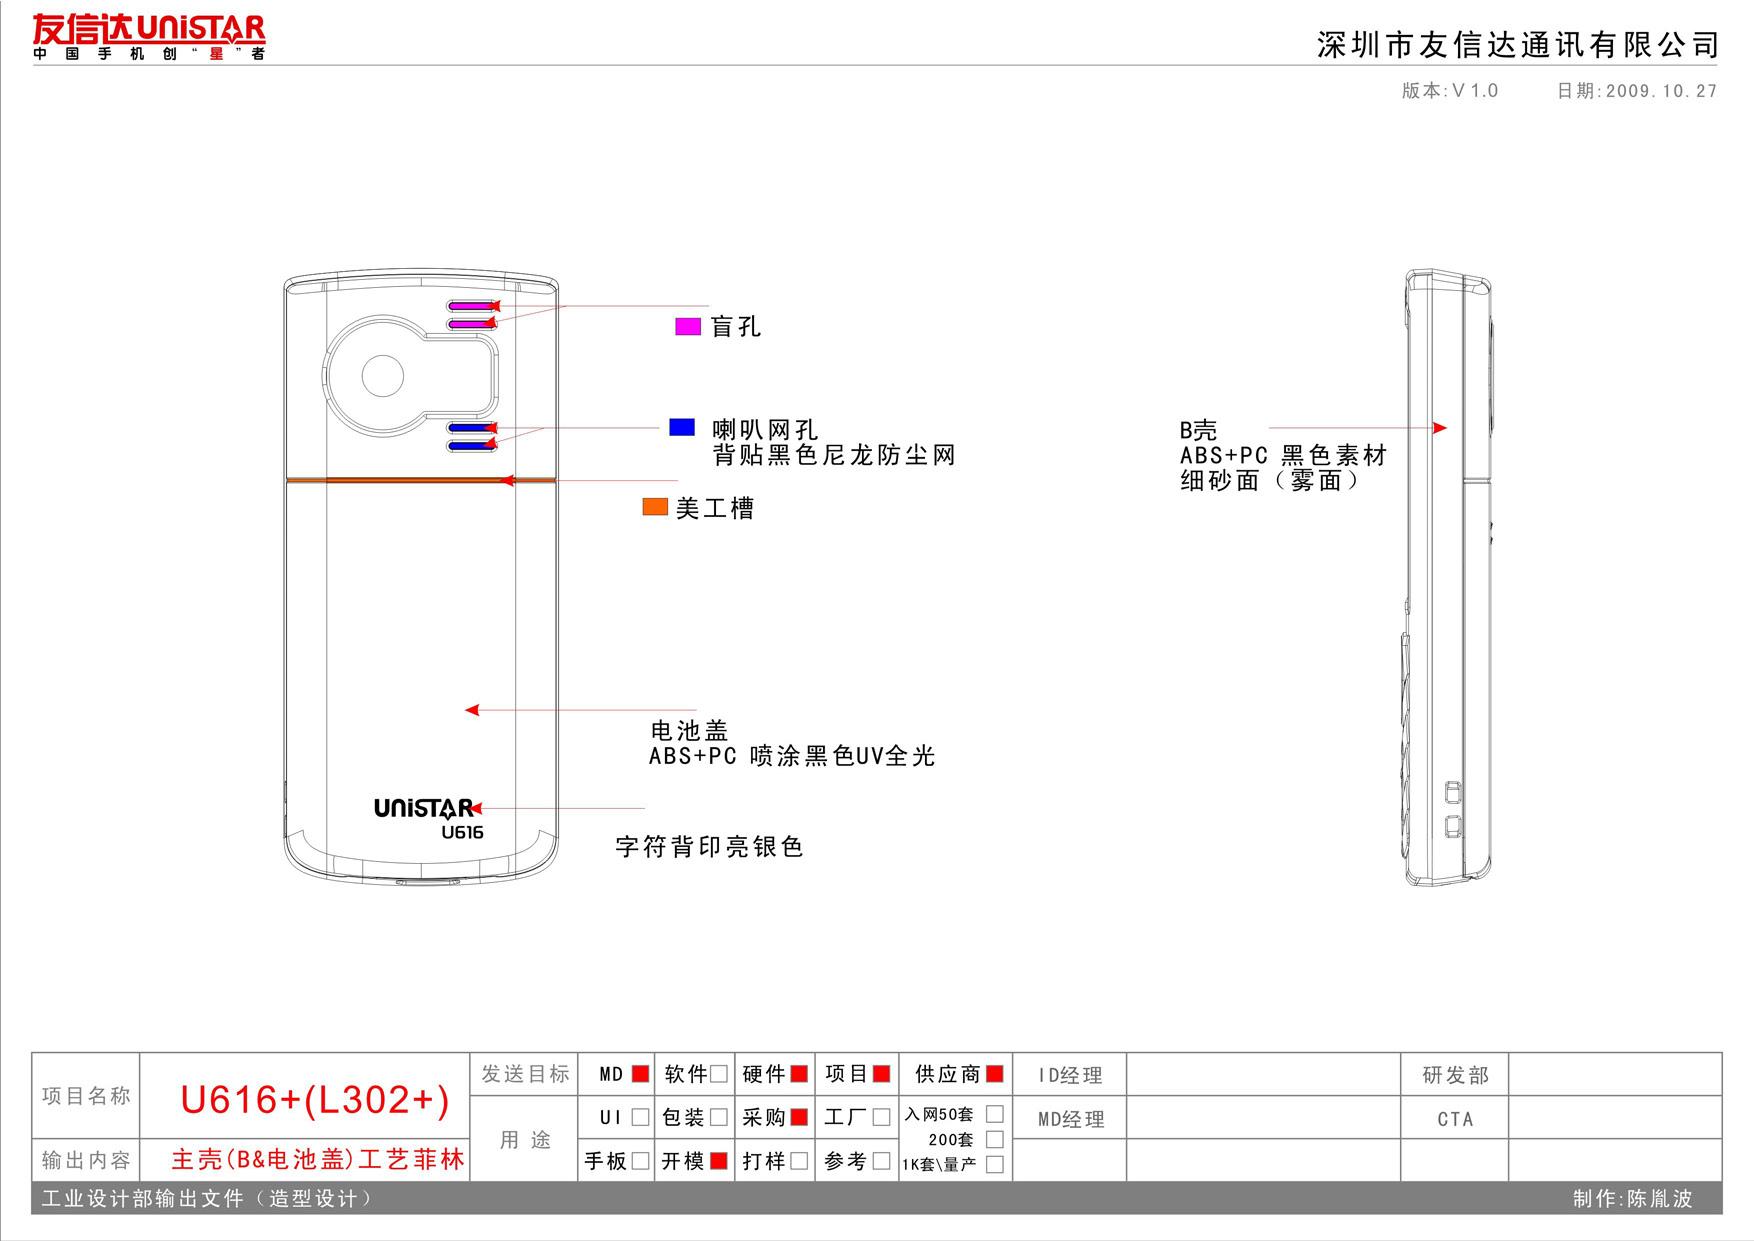 友信达UNiSTAR
中国手机创“星”者
深圳市友信达通讯有限公司
版本:V 1.0 日期:2009.10.27
盲孔
喇叭网孔
背贴黑色尼龙防尘网
美工槽
B壳
ABS+PC 黑色素材
细砂面（雾面）
电池盖
ABS+PC 喷涂黑色UV全光
UNiSTAR
U616
字符背印亮银色
项目名称 U616+(L302+)
输出内容 主壳(B&电池盖)工艺菲林
发送目标 MD 软件 硬件 项目 供应商 ID经理 研发部
用途 UI 包装 采购 工厂 入网50套 MD经理 CTA
200套
手板 开模 打样 参考 1K套\量产
工业设计部输出文件（造型设计） 制作:陈胤波